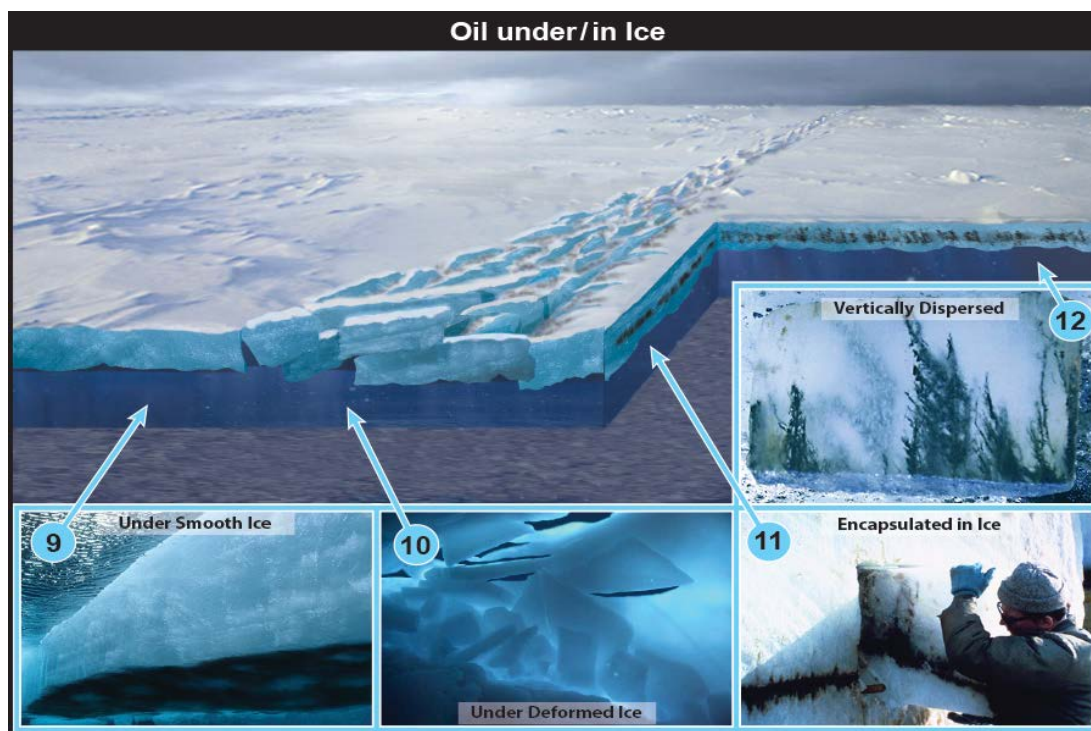 Oil under/in Ice
Vertically Dispersed
12
Under Smooth Ice
9
10
Under Deformed Ice
11
Encapsulated in Ice